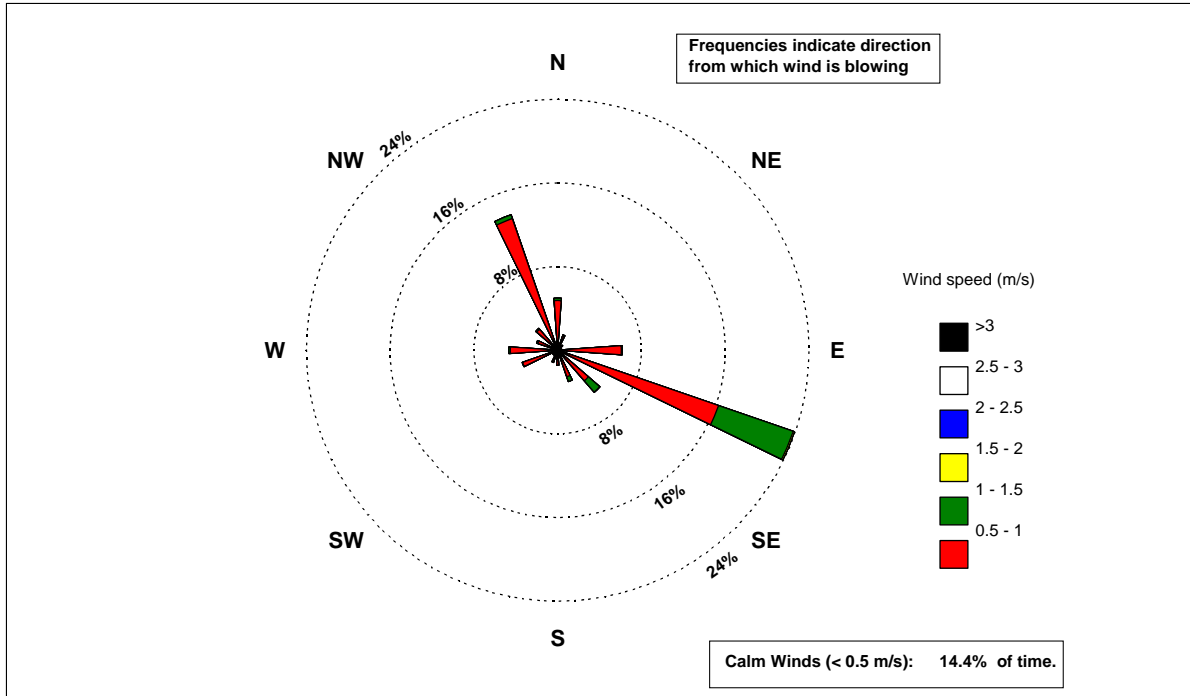 Frequencies indicate direction
from which wind is blowing
N
24%
NW
NE
16%
8%
Wind speed (m/s)
>3
W
E
2.5 - 3
2 - 2.5
1.5 - 2
8%
1 - 1.5
16%
0.5 - 1
SW
SE
24%
S
Calm Winds (< 0.5 m/s): 14.4% of time.